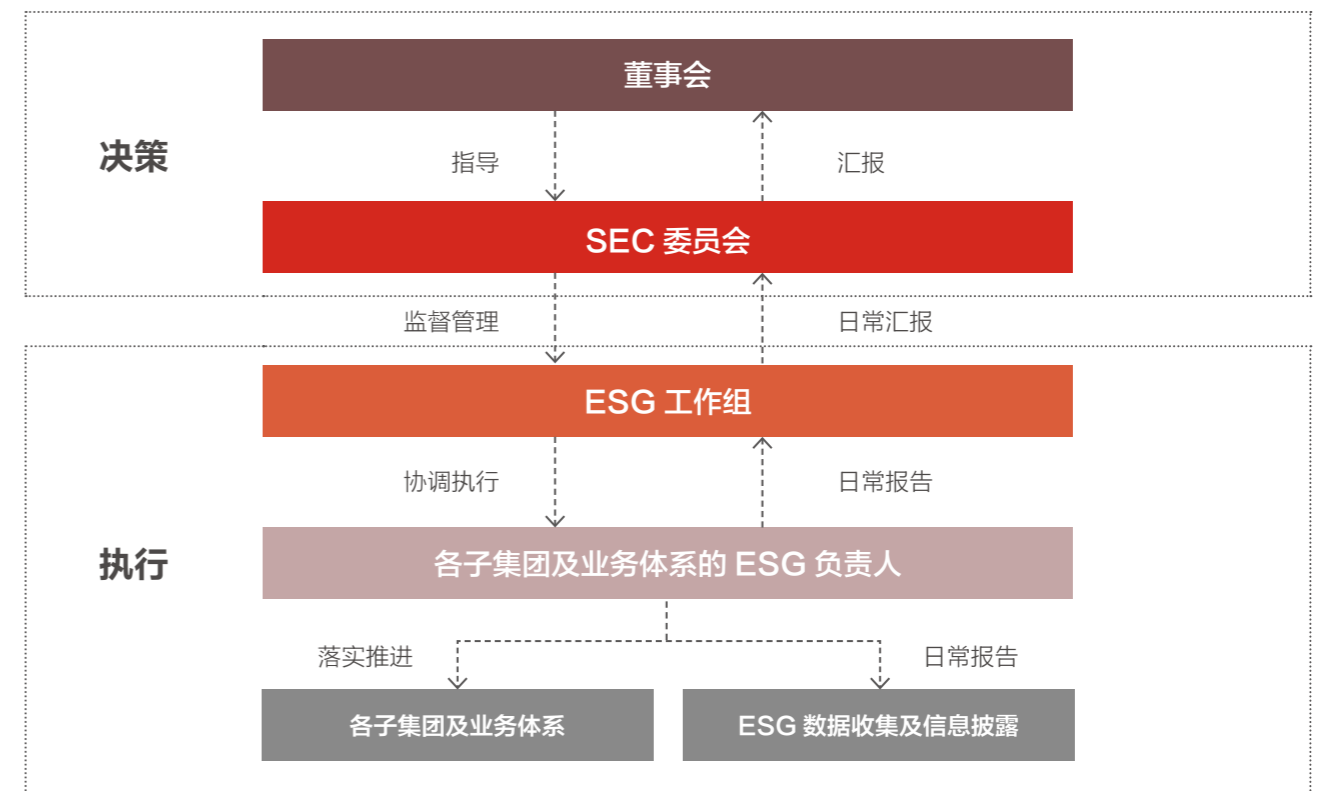 董事会
决策
指导
汇报
SEC 委员会
监督管理
日常汇报
ESG 工作组
协调执行
日常报告
执行
各子集团及业务体系的 ESG 负责人
落实推进
日常报告
各子集团及业务体系
ESG 数据收集及信息披露